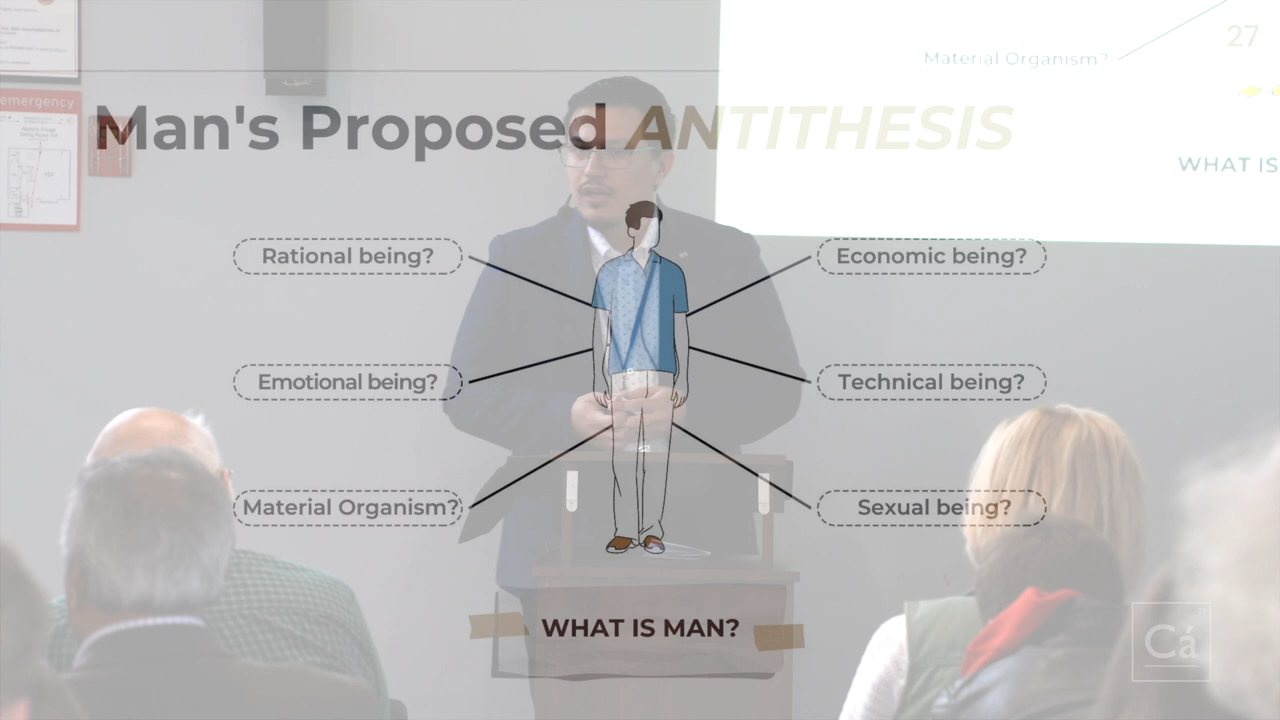 emergency
27
Material Organism?
Man's Proposed ANTITHESIS
WHAT IS
Rational being?
Economic being?
Emotional being?
Technical being?
Material Organism?
Sexual being?
WHAT IS MAN?
Cá